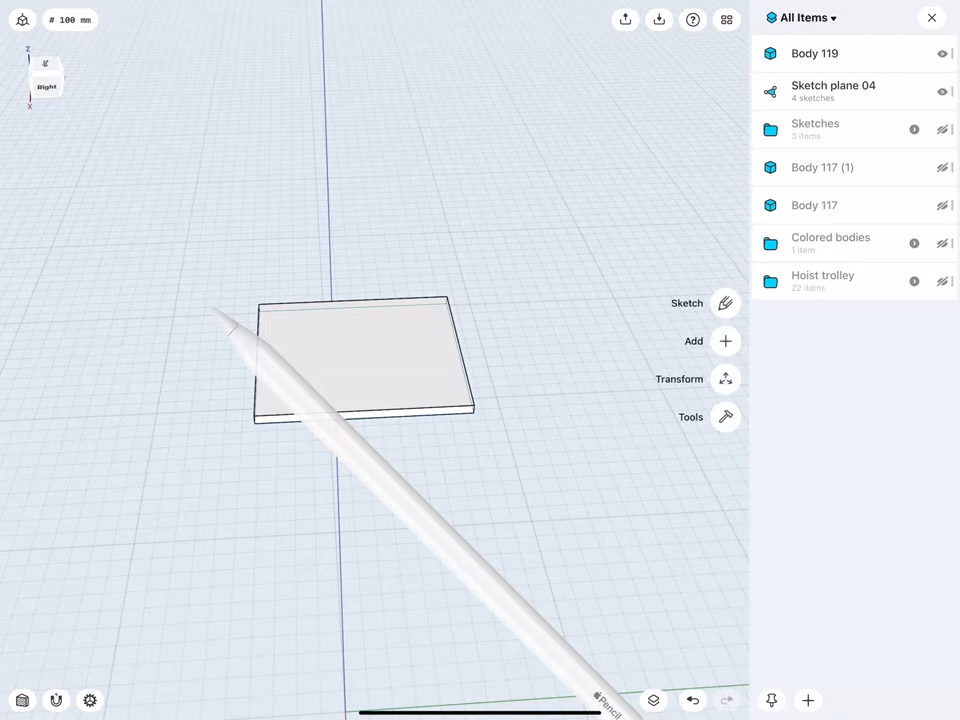 # 100 mm
All Items
Z
Right
X
Body 119
Sketch plane 04
4 sketches
Sketches
3 items
Body 117 (1)
Body 117
Colored bodies
1 item
Hoist trolley
22 items
Sketch
Add
Transform
Tools
Pencil